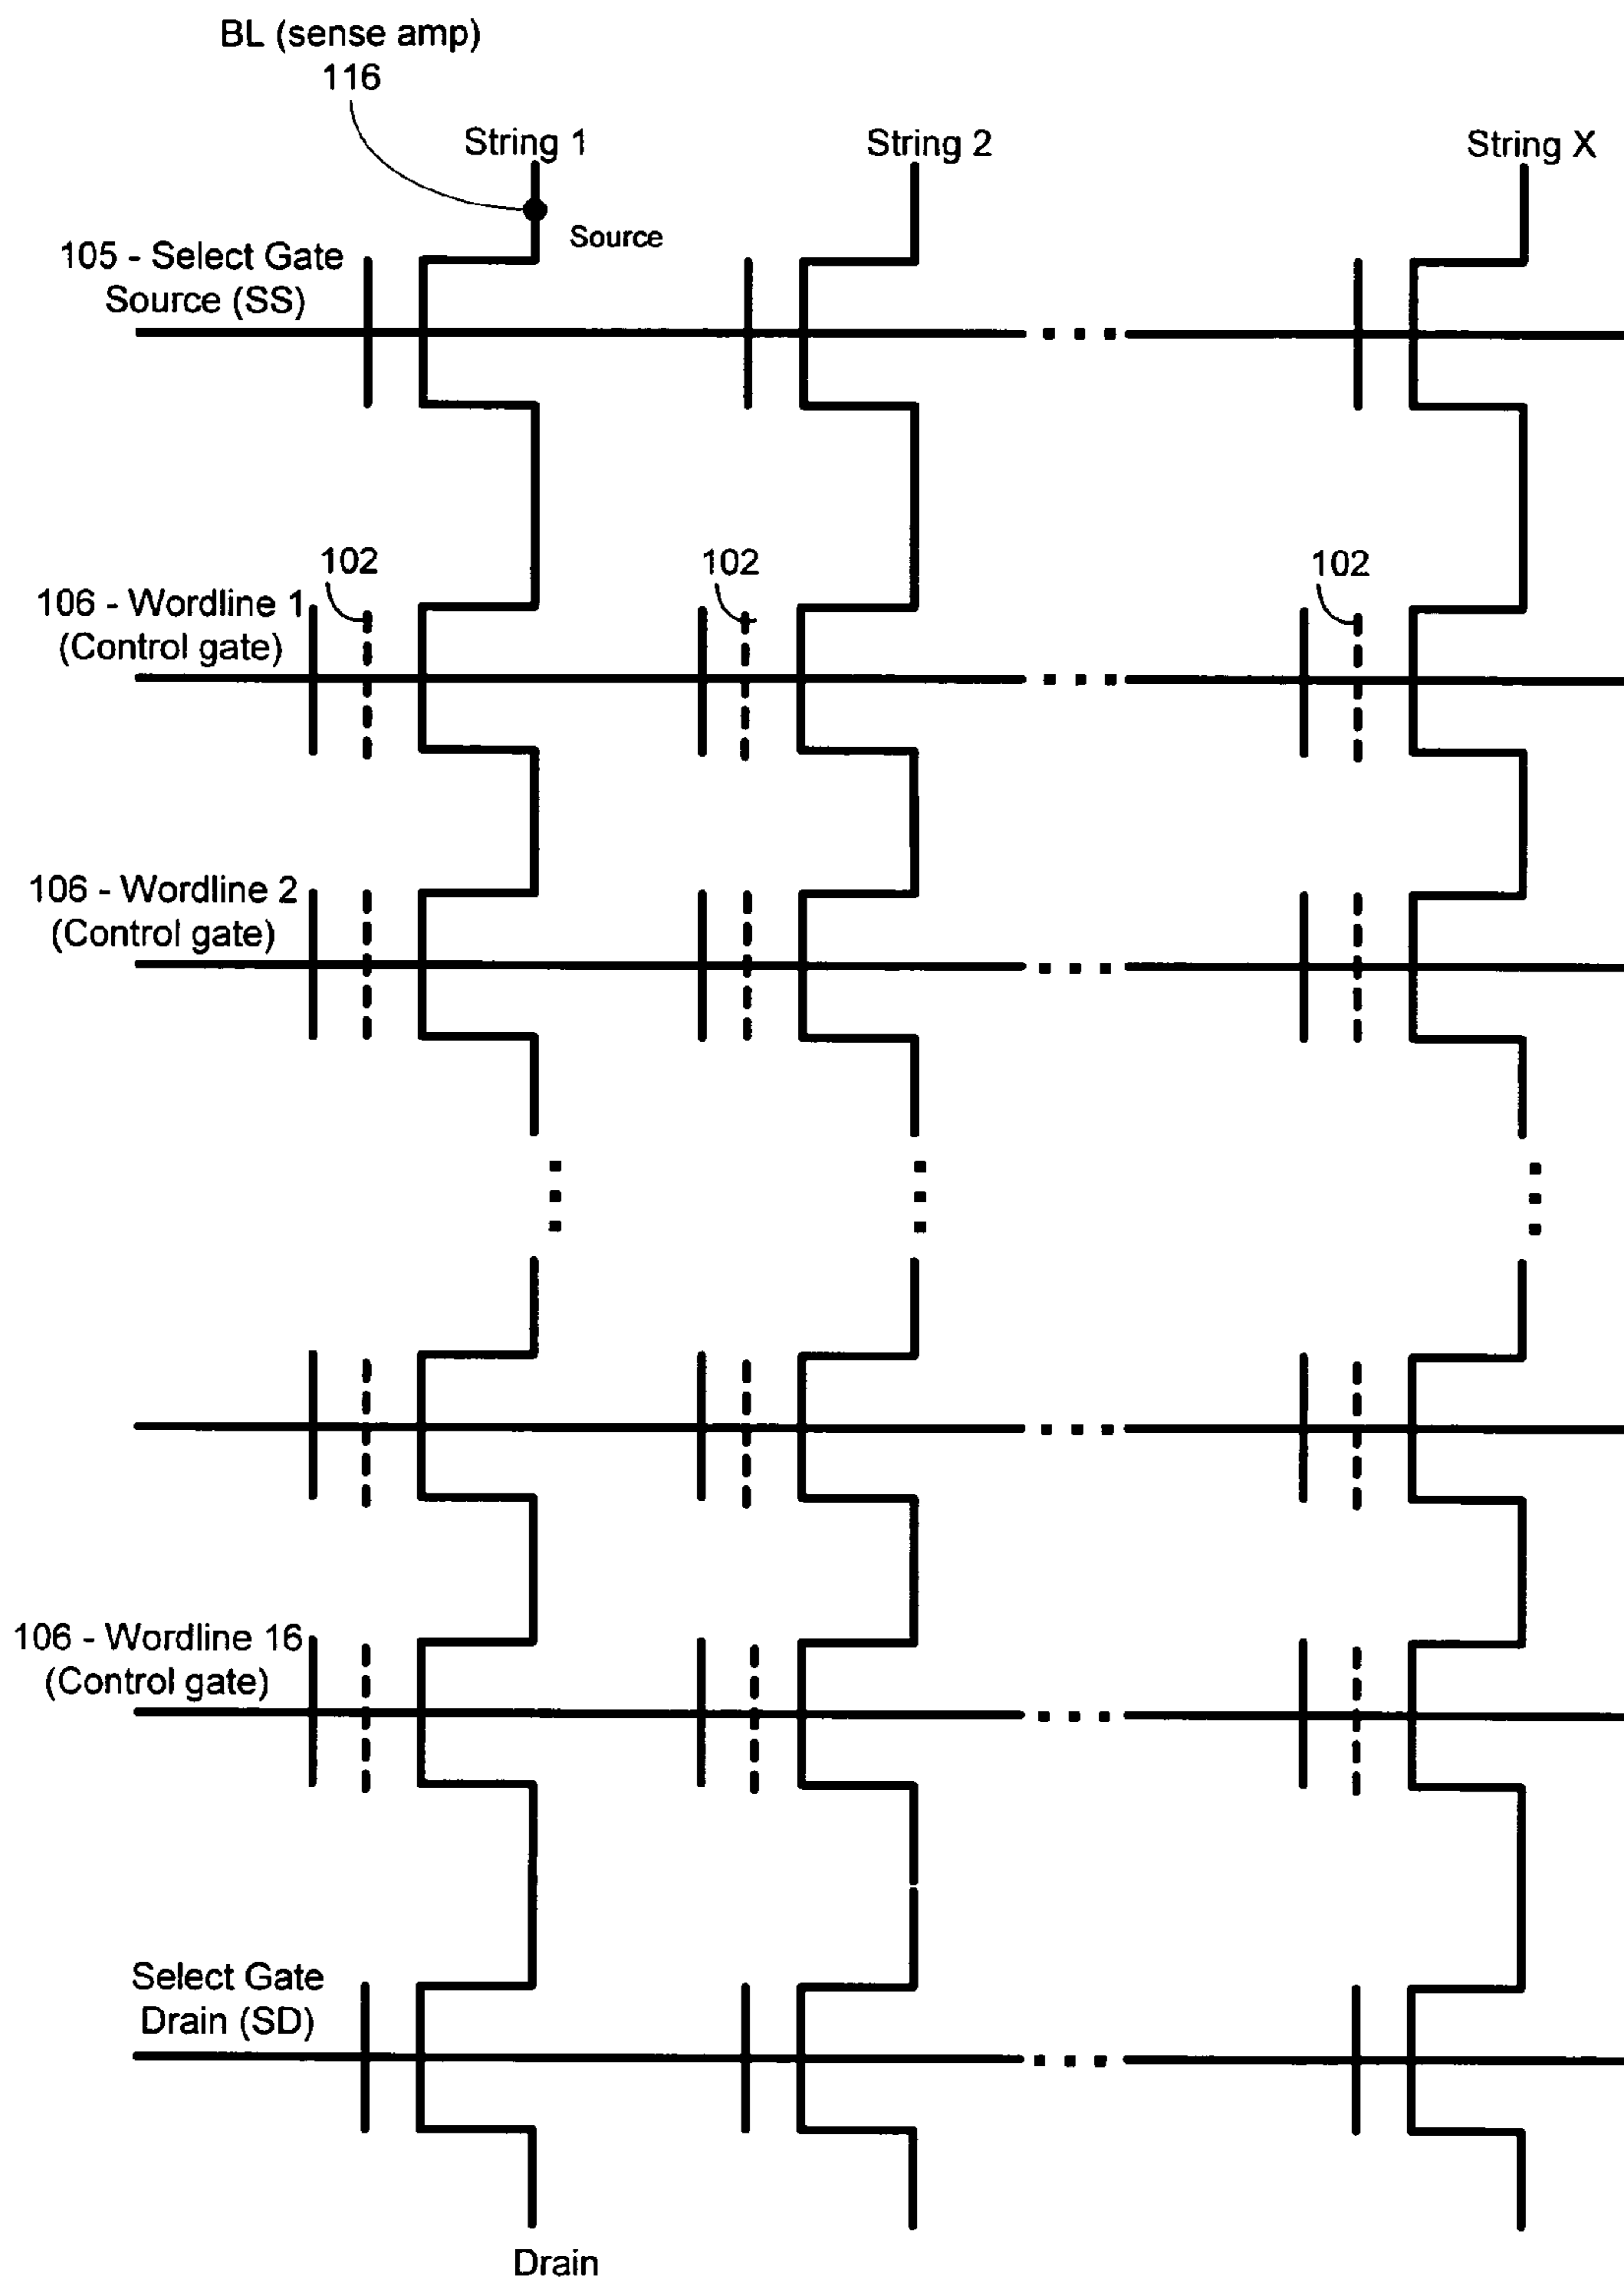 BL (sense amp)
116
String 1
String 2
String X
Source
105 - Select Gate
Source (SS)
102
102
102
106 - Wordline 1
(Control gate)
106 - Wordline 2
(Control gate)
106 - Wordline 16
(Control gate)
Select Gate
Drain (SD)
Drain